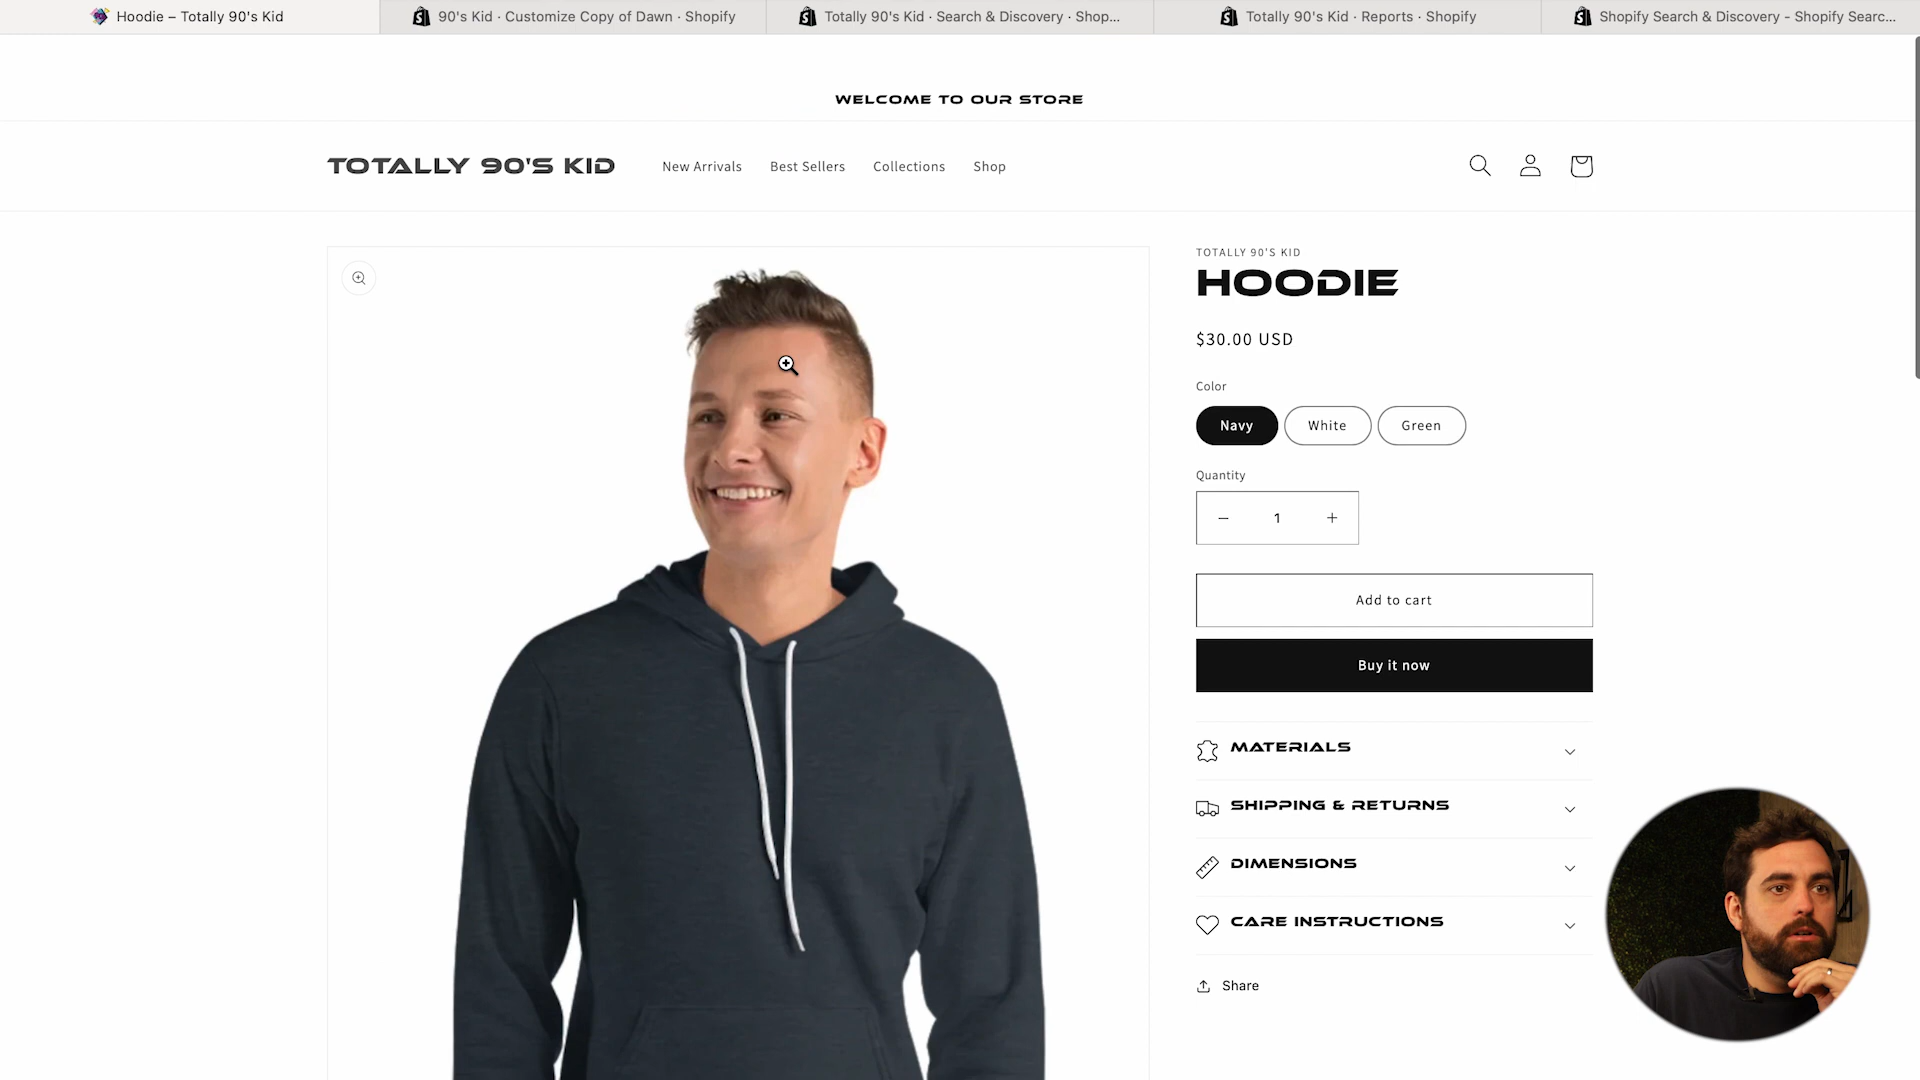 Hoodie – Totally 90's Kid
90's Kid · Customize Copy of Dawn · Shopify
Totally 90's Kid · Search & Discovery · Shop...
Totally 90's Kid · Reports · Shopify
Shopify Search & Discovery - Shopify Searc...
WELCOME TO OUR STORE
TOTALLY 90'S KID
New Arrivals
Best Sellers
Collections
Shop
TOTALLY 90'S KID
HOODIE
$30.00 USD
Color
Navy
White
Green
Quantity
− 1 +
Add to cart
Buy it now
MATERIALS
SHIPPING & RETURNS
DIMENSIONS
CARE INSTRUCTIONS
Share